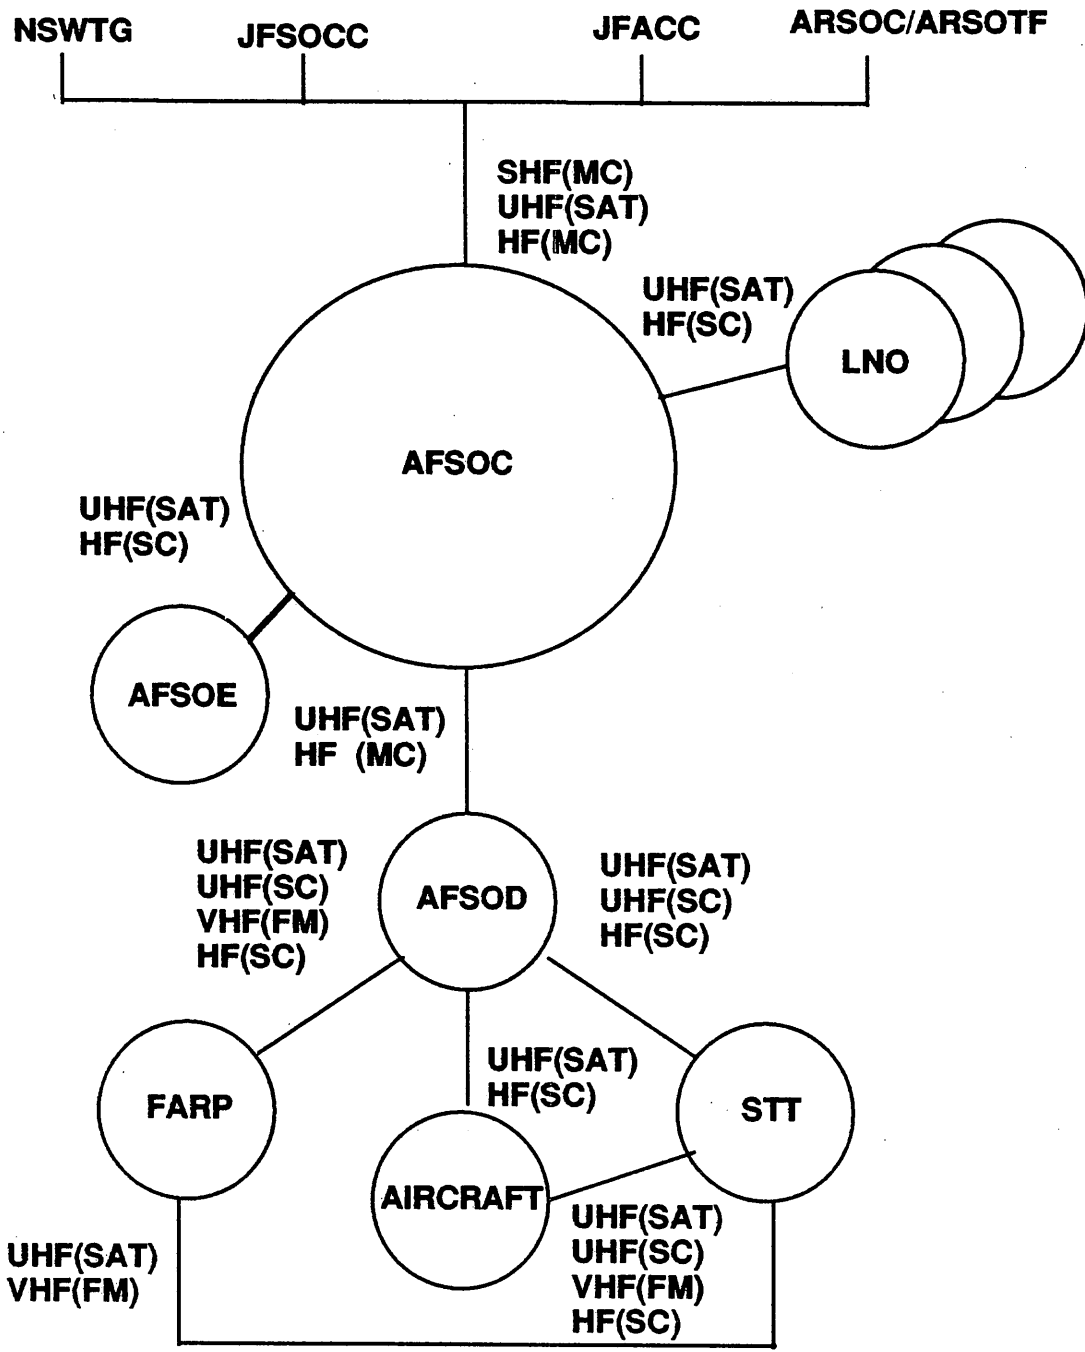 NSWTG
JFSOCC
JFACC
ARSOC/ARSOTF
SHF(MC)
UHF(SAT)
HF(MC)
UHF(SAT)
HF(SC)
LNO
AFSOC
UHF(SAT)
HF(SC)
AFSOE
UHF(SAT)
HF (MC)
UHF(SAT)
UHF(SC)
VHF(FM)
HF(SC)
AFSOD
UHF(SAT)
UHF(SC)
HF(SC)
UHF(SAT)
HF(SC)
FARP
STT
AIRCRAFT
UHF(SAT)
VHF(FM)
UHF(SAT)
UHF(SC)
VHF(FM)
HF(SC)